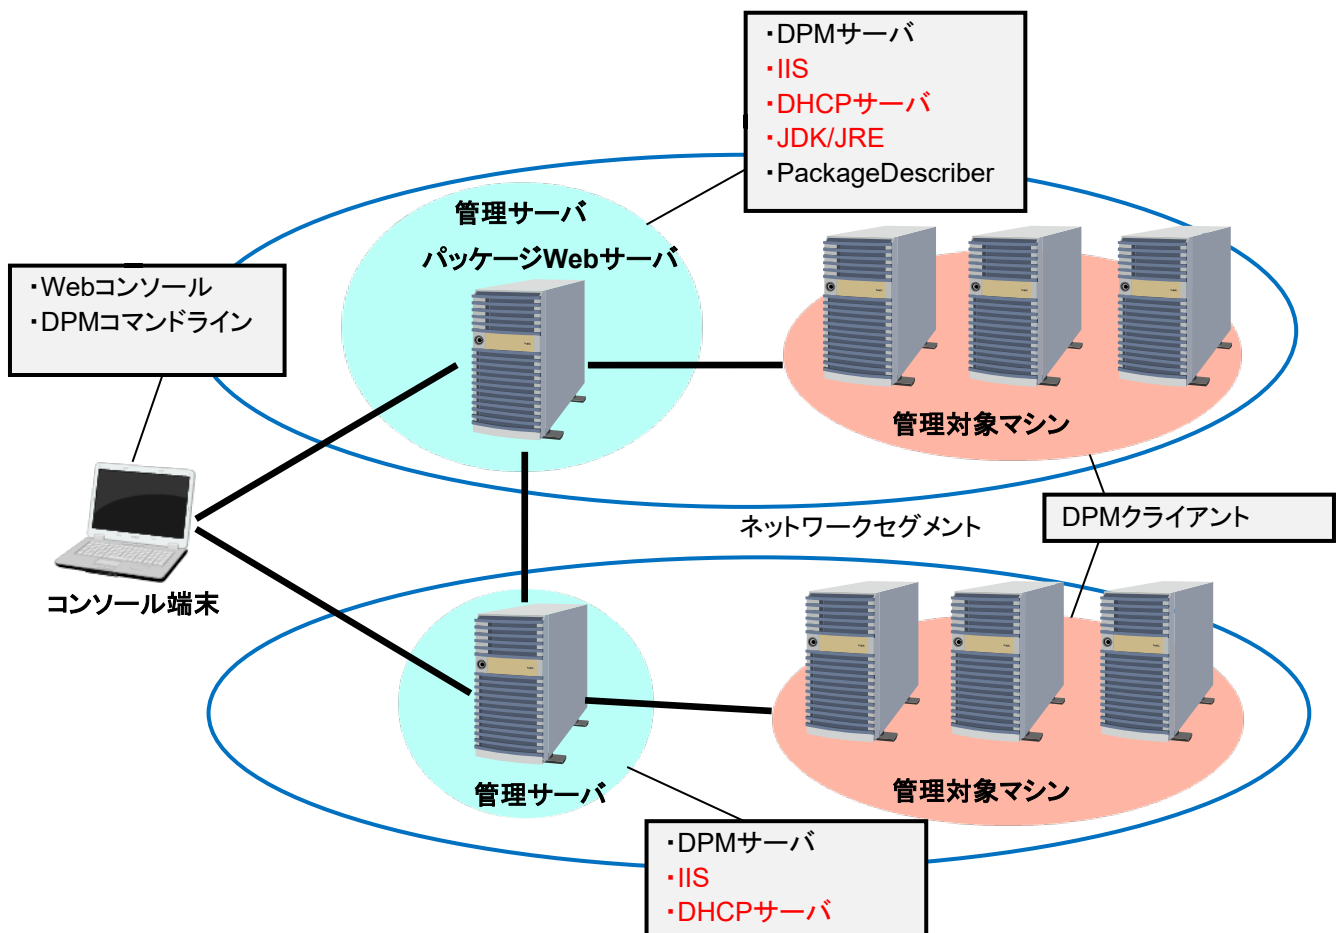 ・DPMサーバ
・IIS
・DHCPサーバ
・JDK/JRE
・PackageDescriber
管理サーバ
パッケージWebサーバ
・Webコンソール
・DPMコマンドライン
管理対象マシン
DPMクライアント
ネットワークセグメント
コンソール端末
管理サーバ
管理対象マシン
・DPMサーバ
・IIS
・DHCPサーバ